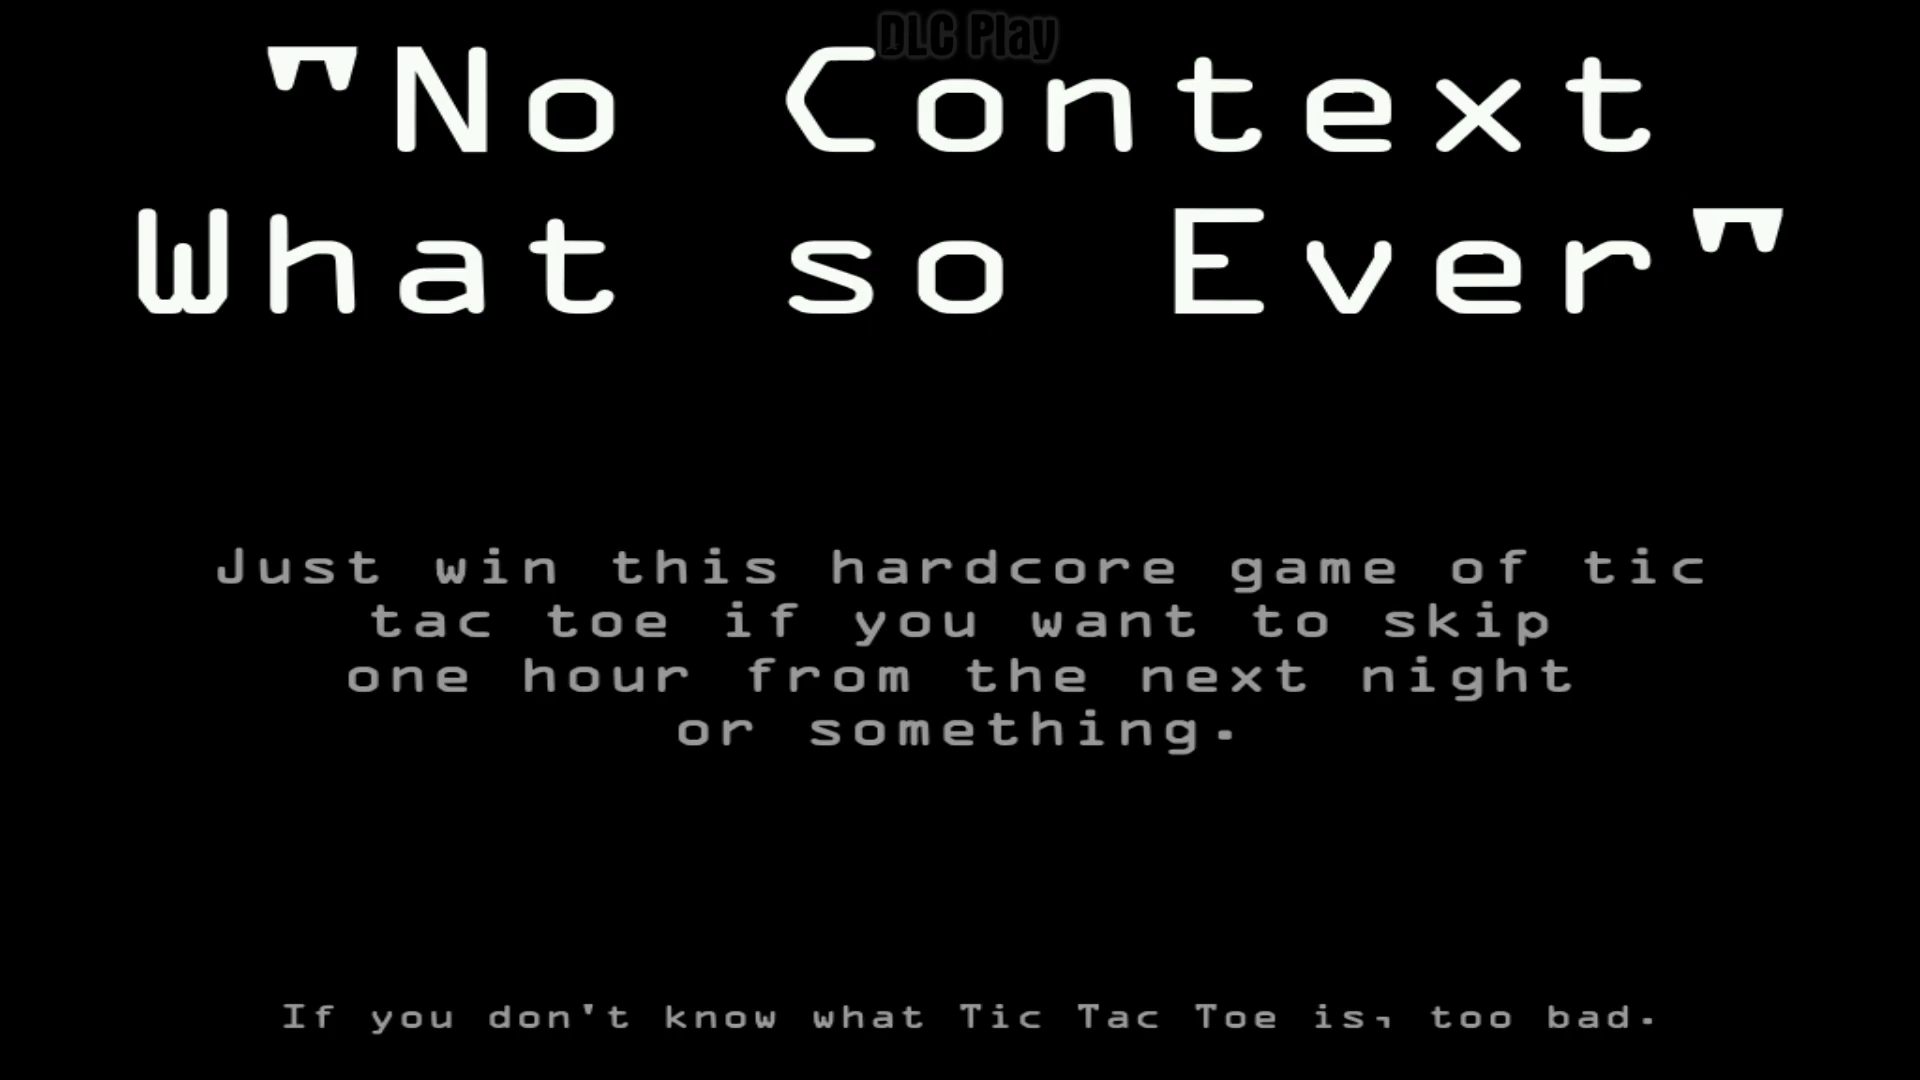 DLC Play
"No Context
What so Ever"
Just win this hardcore game of tic
tac toe if you want to skip
one hour from the next night
or something.
If you don't know what Tic Tac Toe is, too bad.